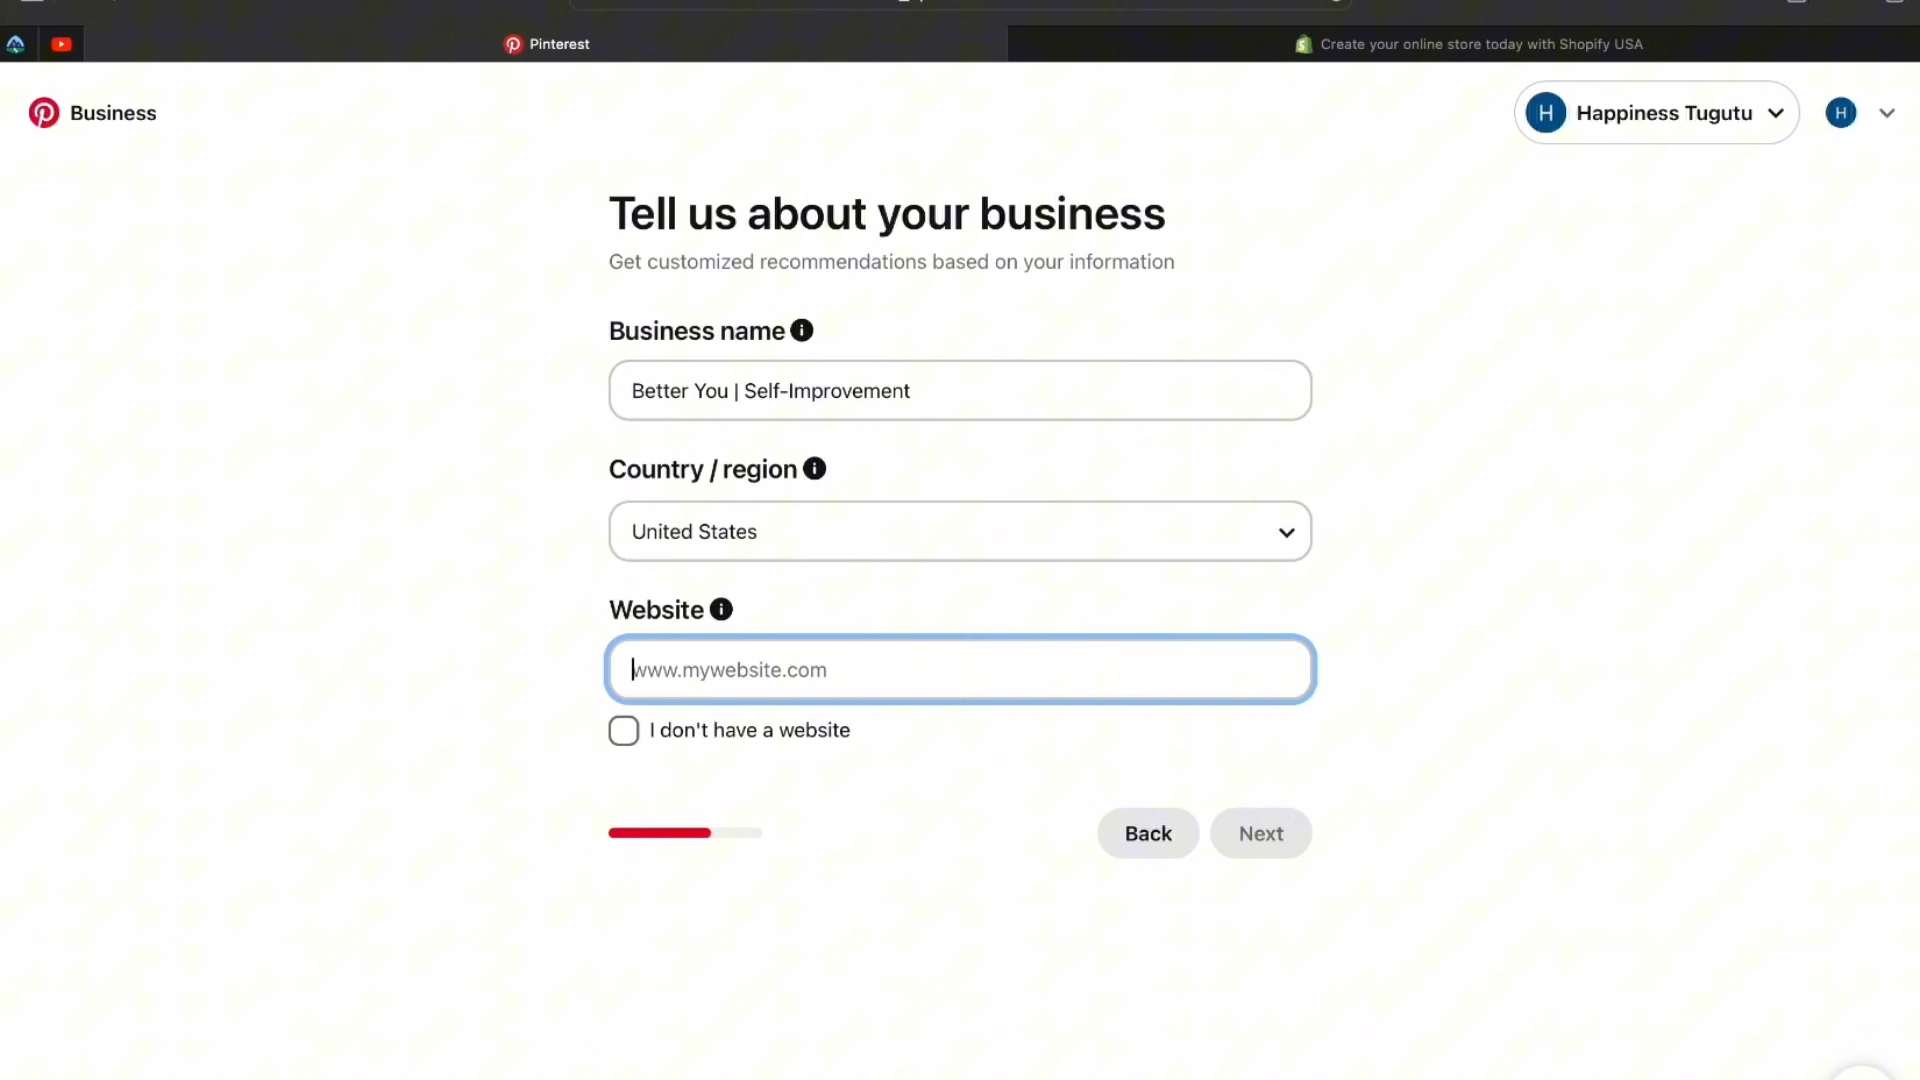 Pinterest
Create your online store today with Shopify USA
Business
H Happiness Tugutu
H
Tell us about your business
Get customized recommendations based on your information
Business name
Better You | Self-Improvement
Country / region
United States
Website
www.mywebsite.com
I don't have a website
Back
Next